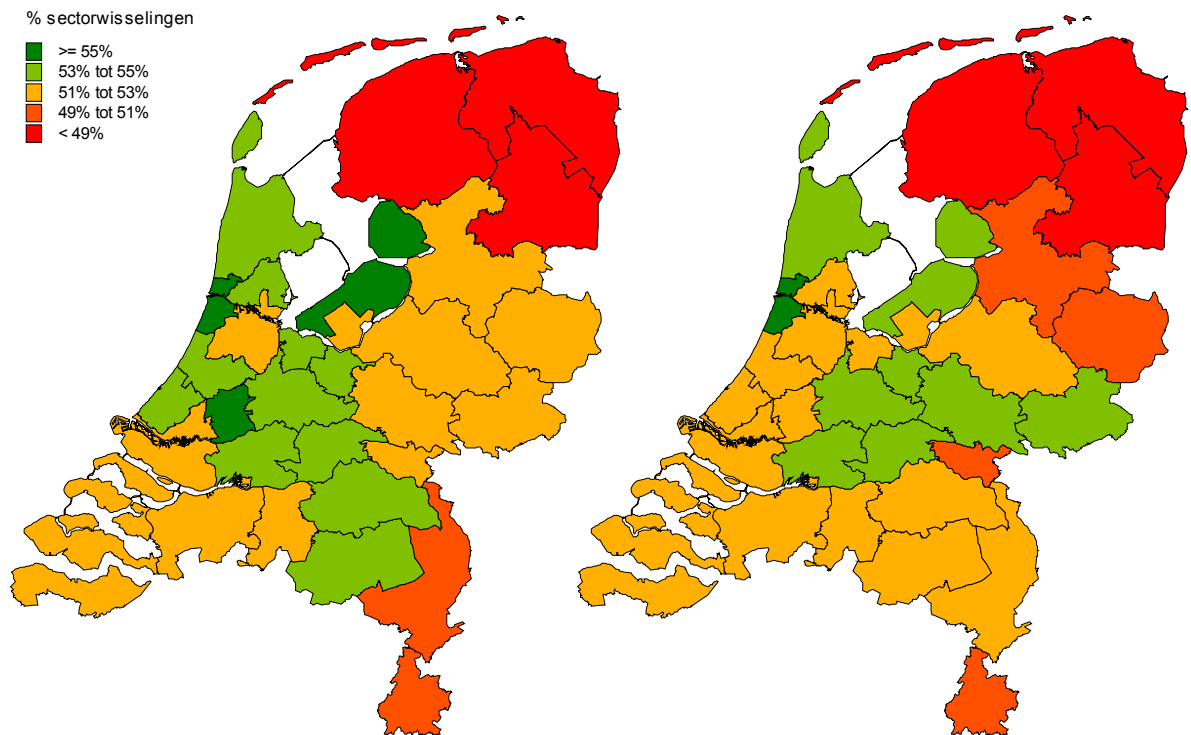 % sectorwisselingen
>= 55%
53% tot 55%
51% tot 53%
49% tot 51%
< 49%